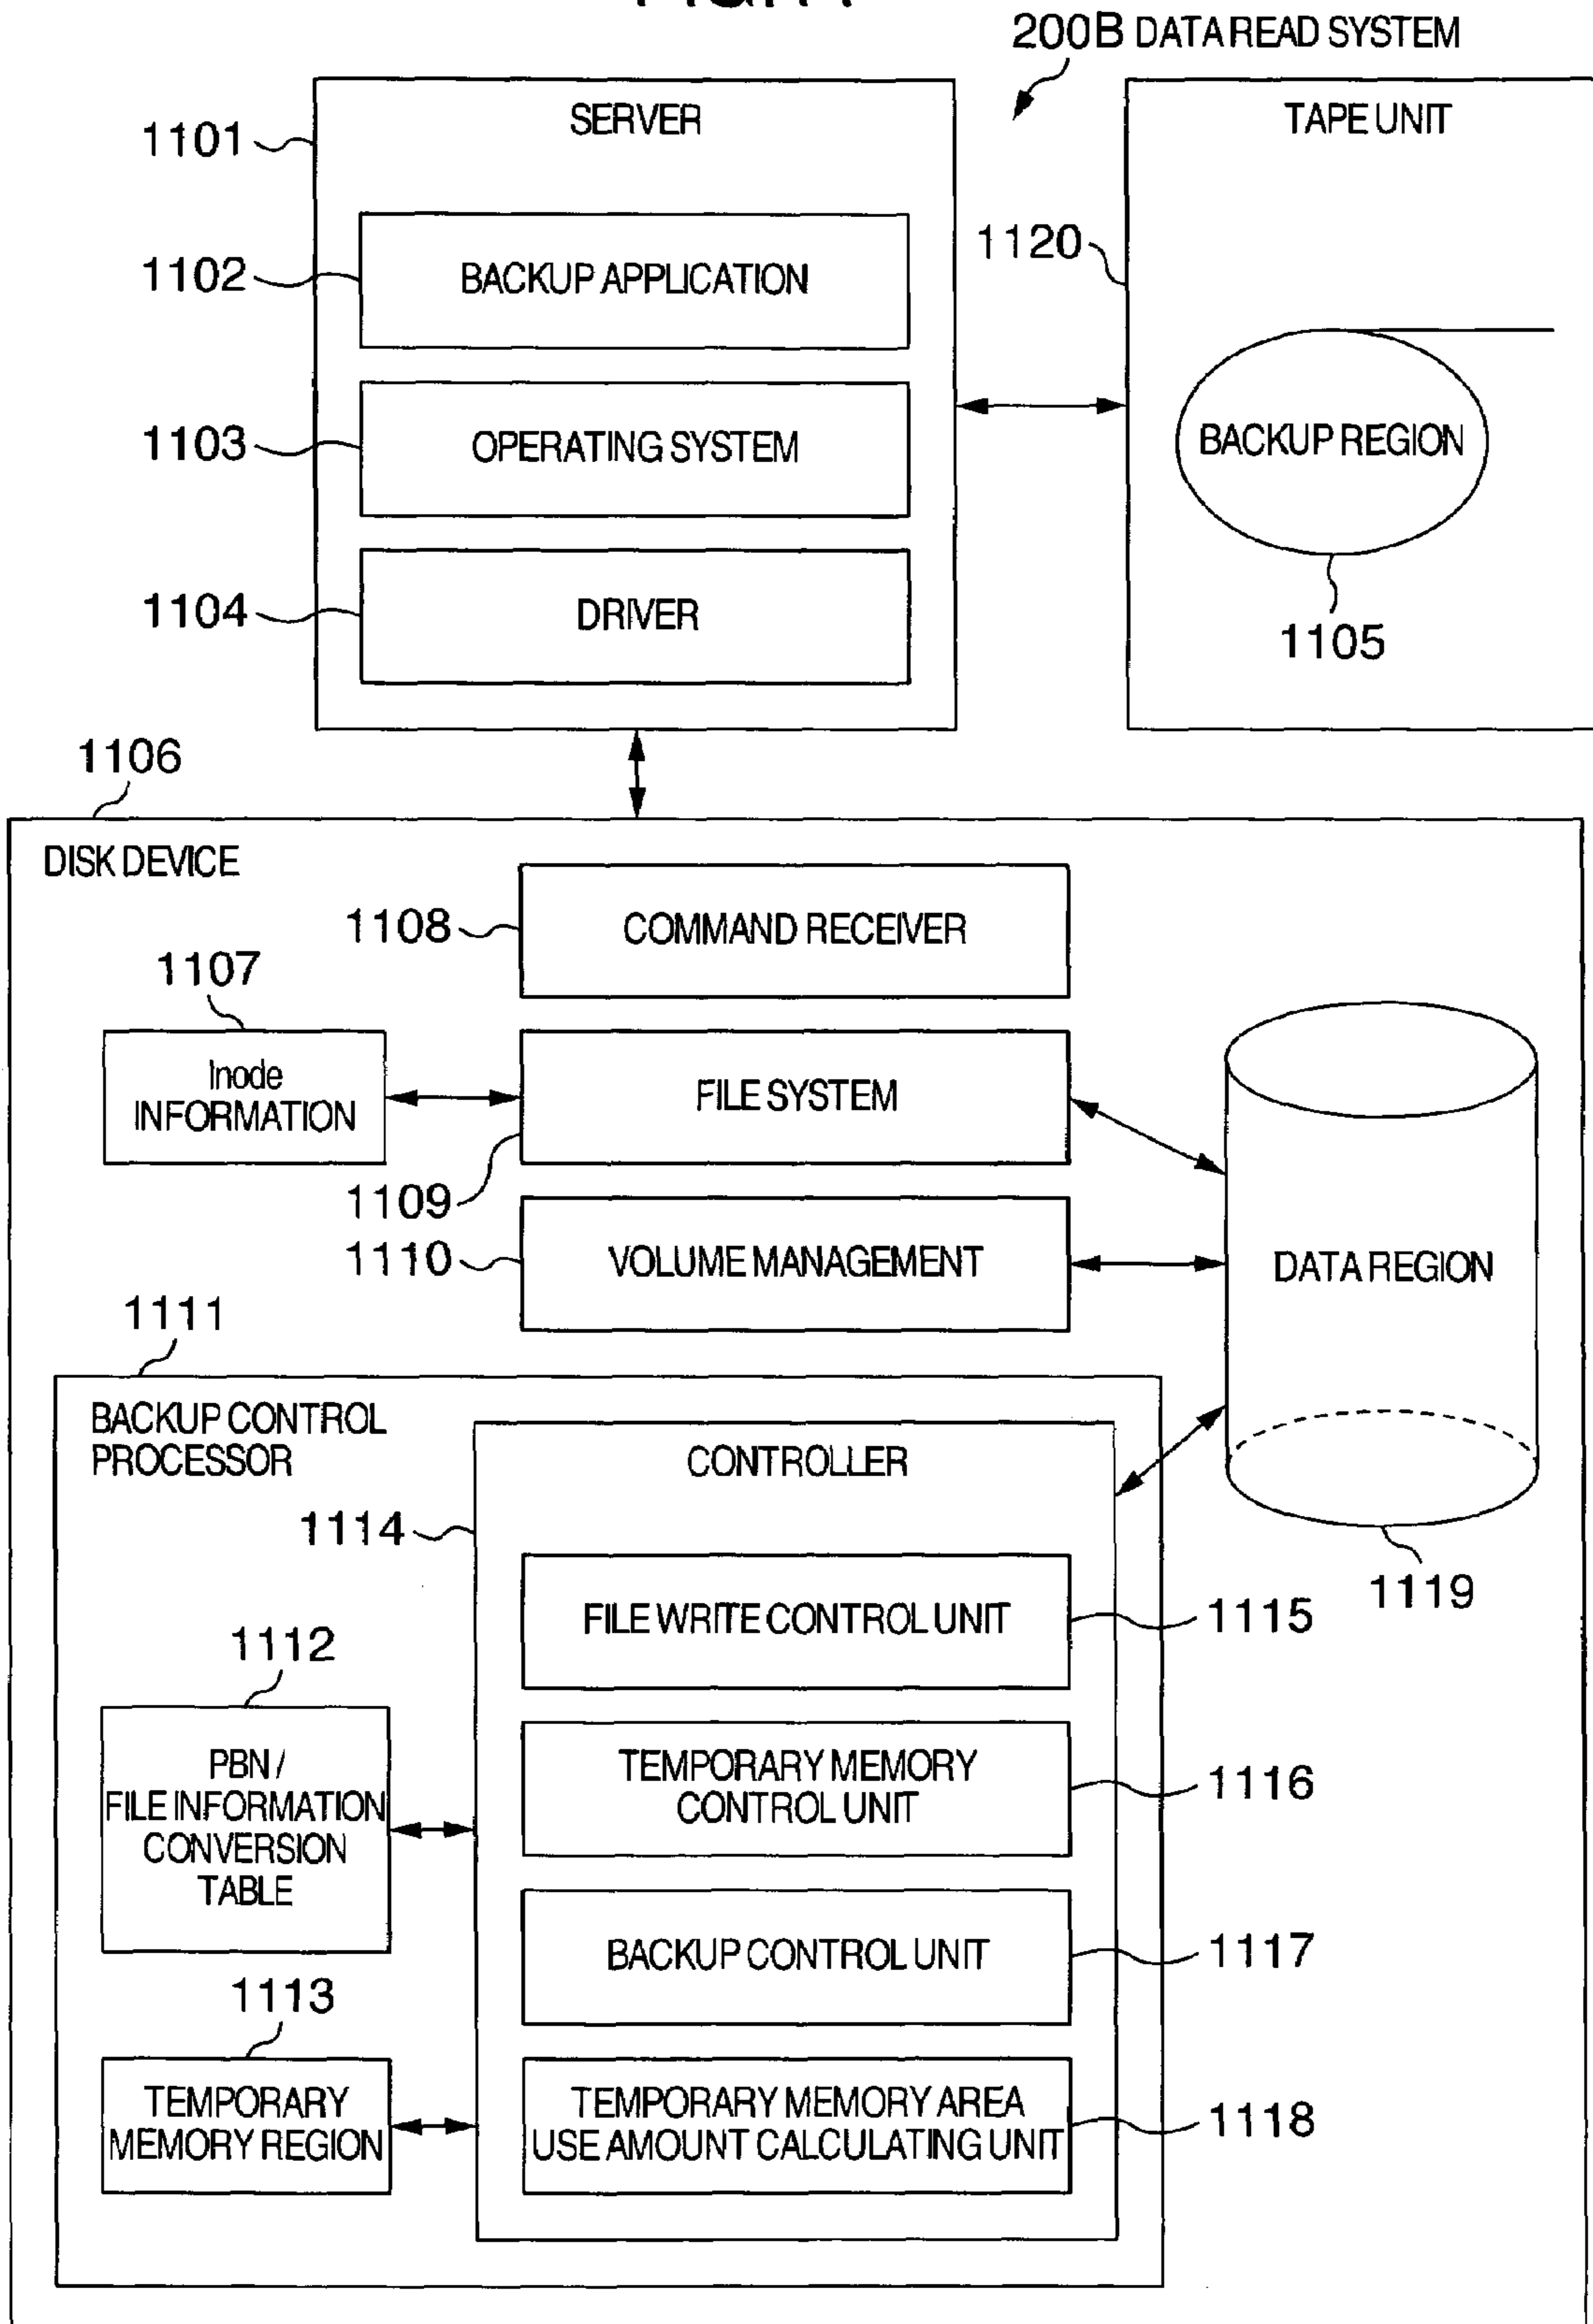 200B DATA READ SYSTEM
SERVER
TAPE UNIT
1101
1120
1102
BACKUP APPLICATION
1103
OPERATING SYSTEM
BACKUP REGION
1104
DRIVER
1105
1106
DISK DEVICE
1108
COMMAND RECEIVER
1107
Inode
INFORMATION
FILE SYSTEM
1109
1110
VOLUME MANAGEMENT
DATA REGION
1111
BACKUP CONTROL
PROCESSOR
CONTROLLER
1114
1119
FILE WRITE CONTROL UNIT
1115
1112
PBN /
FILE INFORMATION
CONVERSION
TABLE
TEMPORARY MEMORY
CONTROL UNIT
1116
BACKUP CONTROL UNIT
1117
1113
TEMPORARY
MEMORY REGION
TEMPORARY MEMORY AREA
USE AMOUNT CALCULATING UNIT
1118